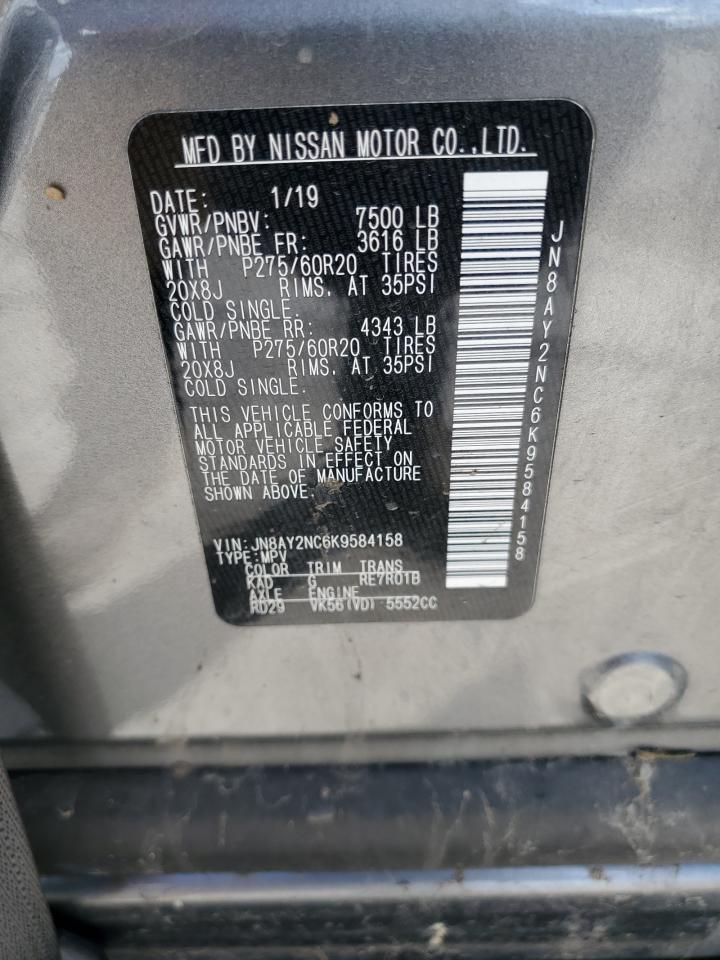 MFD BY NISSAN MOTOR CO.,LTD.
DATE: 1/19
GVWR/PNBV: 7500 LB
GAWR/PNBE FR: 3616 LB
WITH P275/60R20 TIRES
20X8J RIMS, AT 35PSI
COLD SINGLE.
GAWR/PNBE RR: 4343 LB
WITH P275/60R20 TIRES
20X8J RIMS, AT 35PSI
COLD SINGLE.
THIS VEHICLE CONFORMS TO
ALL APPLICABLE FEDERAL
MOTOR VEHICLE SAFETY
STANDARDS IN EFFECT ON
THE DATE OF MANUFACTURE
SHOWN ABOVE.
VIN:JN8AY2NC6K9584158
TYPE:MPV
COLOR TRIM TRANS
KAD G RE7R01B
AXLE ENGINE
RD29 VK56(VD) 5552CC
JN8AY2NC6K9584158